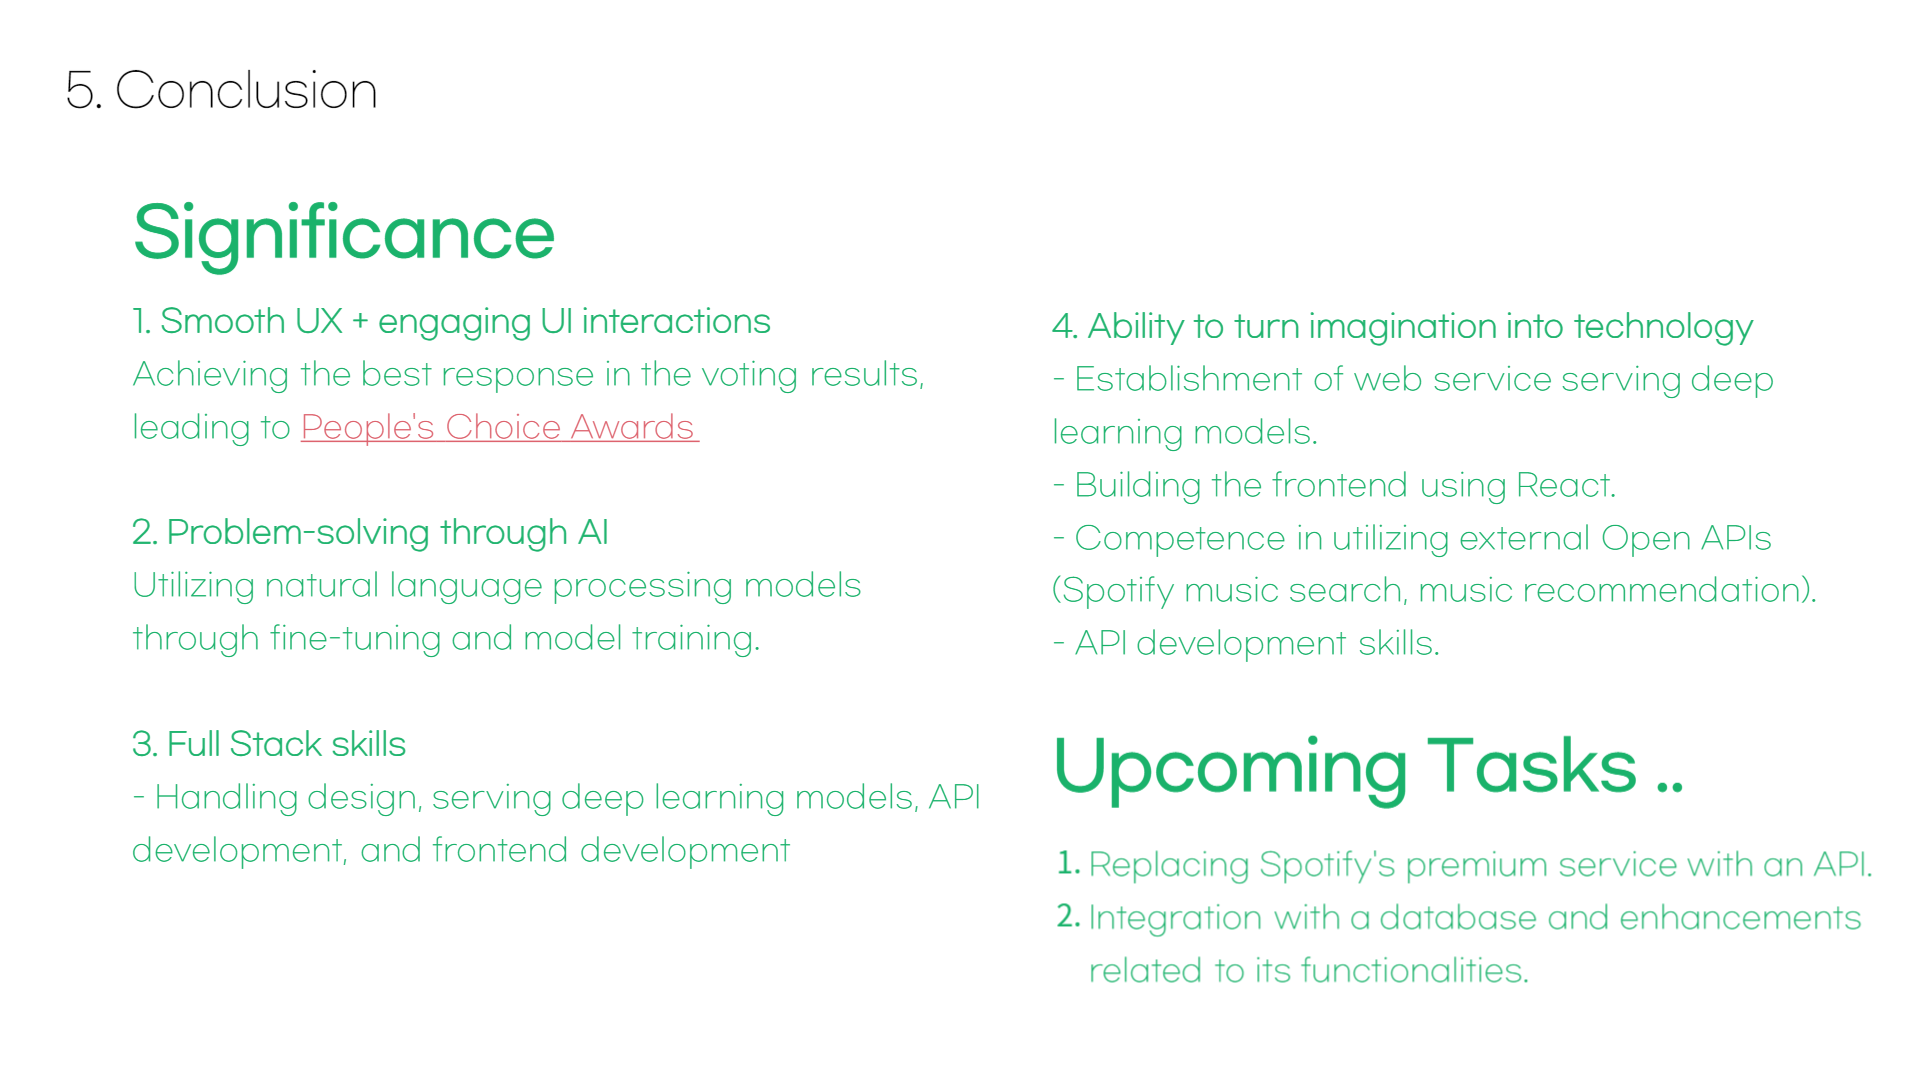 5. Conclusion
Significance
1. Smooth UX + engaging UI interactions
Achieving the best response in the voting results,
leading to People's Choice Awards
2. Problem-solving through AI
Utilizing natural language processing models
through fine-tuning and model training.
3. Full Stack skills
- Handling design, serving deep learning models, API
development, and frontend development
4. Ability to turn imagination into technology
- Establishment of web service serving deep
learning models.
- Building the frontend using React.
- Competence in utilizing external Open APIs
(Spotify music search, music recommendation).
- API development skills.
Upcoming Tasks ..
1. Replacing Spotify's premium service with an API.
2. Integration with a database and enhancements
related to its functionalities.